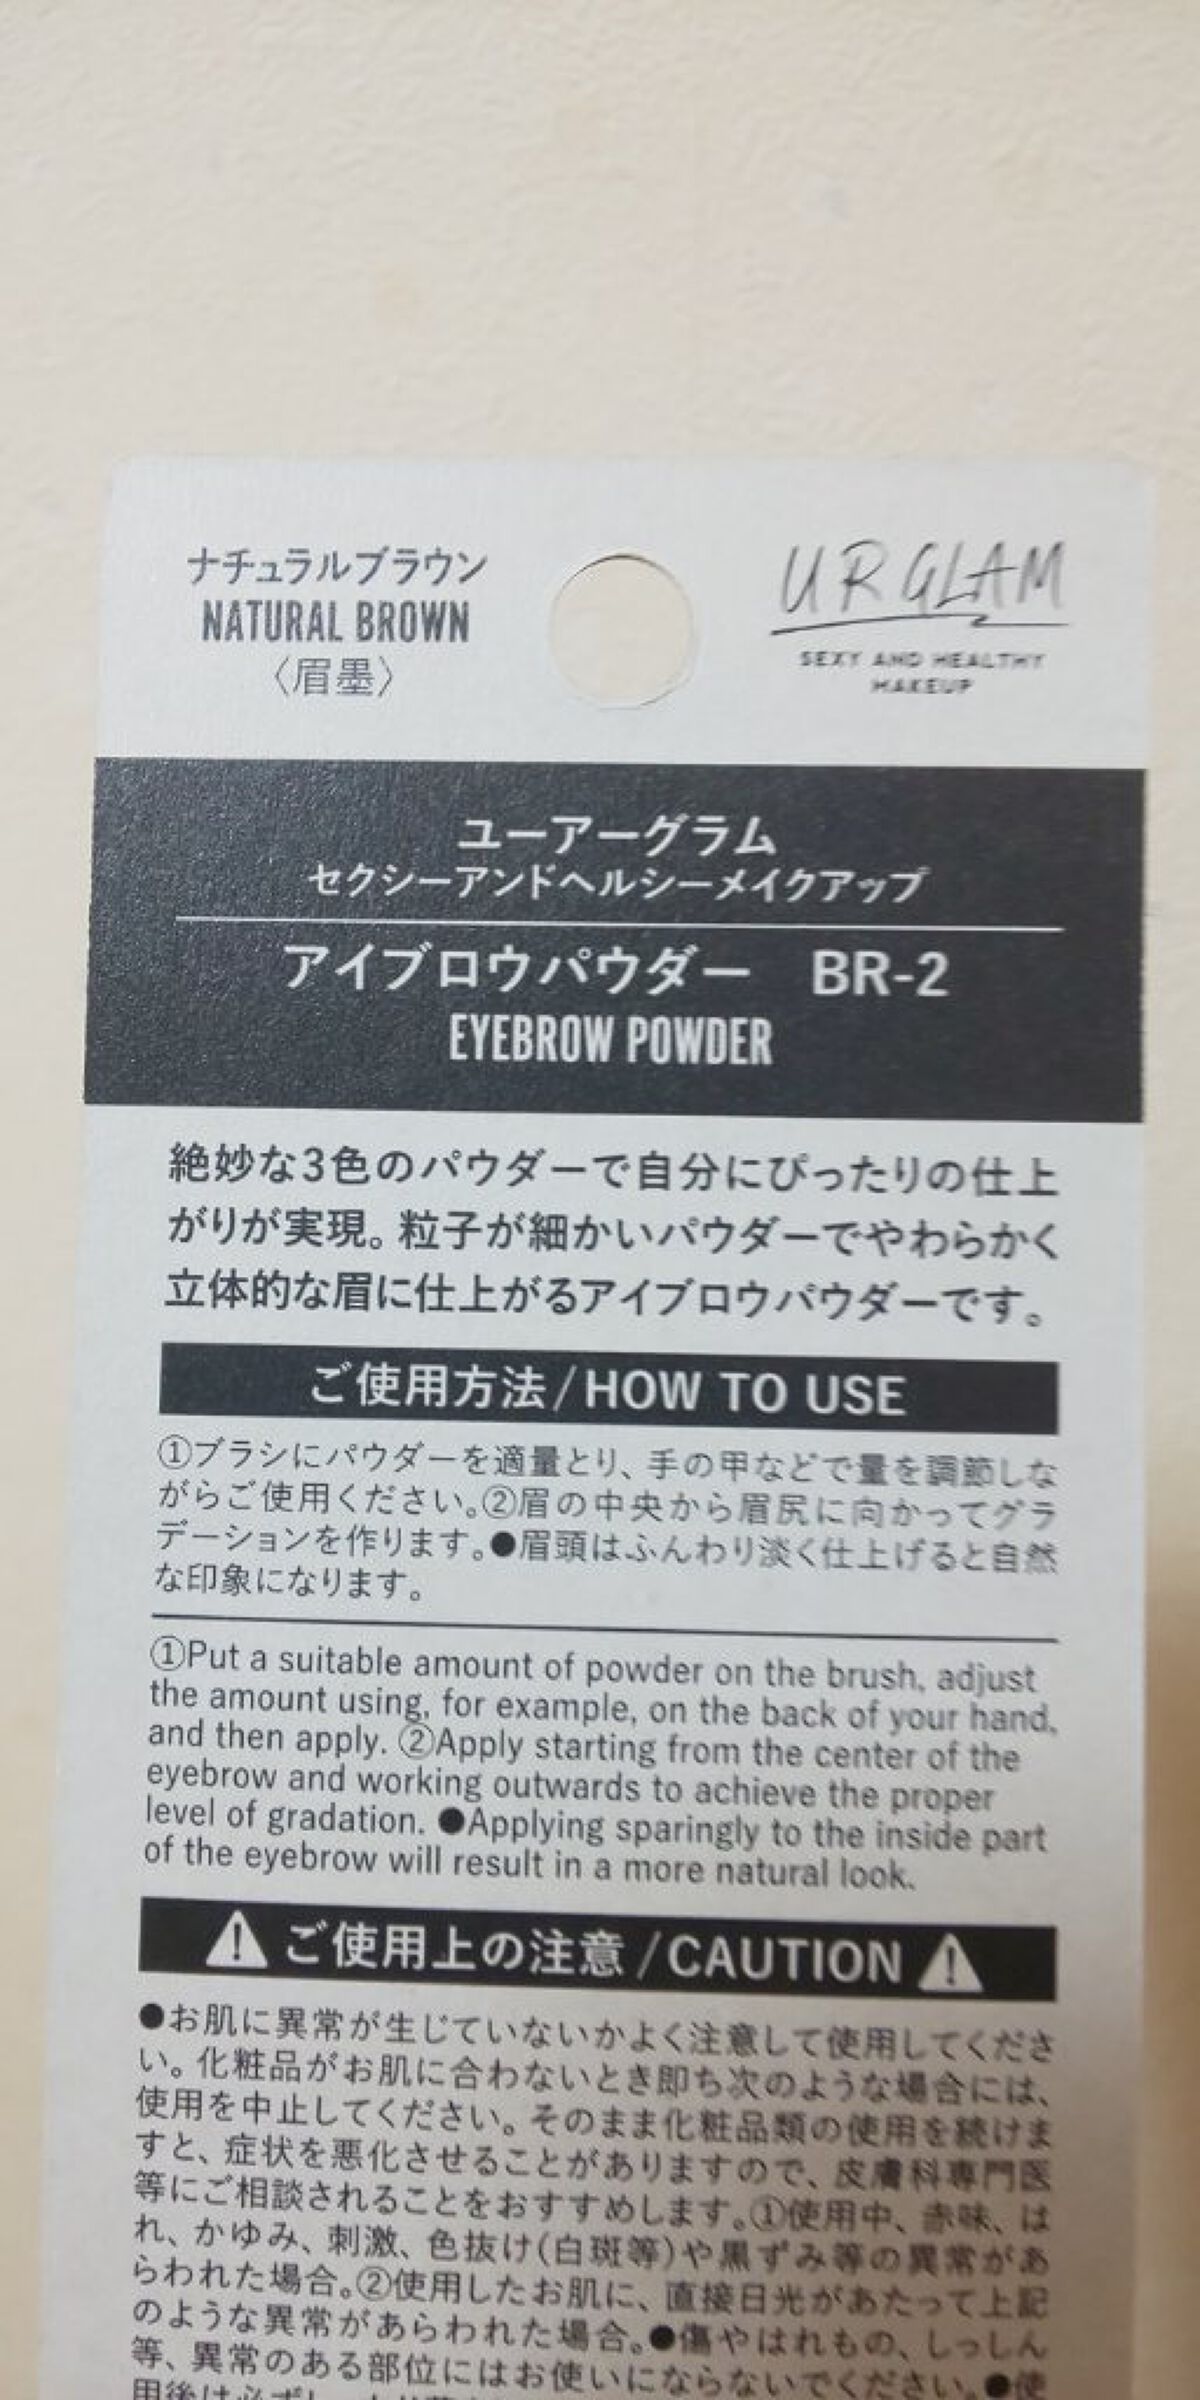 ナチュラルブラウン
NATURAL BROWN
〈眉墨〉
UR GLAM
SEXY AND HEALTHY
MAKEUP
ユーアーグラム
セクシーアンドヘルシーメイクアップ
アイブロウパウダー BR-2
EYEBROW POWDER
絶妙な3色のパウダーで自分にぴったりの仕上
がりが実現。粒子が細かいパウダーでやわらかく
立体的な眉に仕上がるアイブロウパウダーです。
ご使用方法/HOW TO USE
①ブラシにパウダーを適量とり、手の甲などで量を調節しな
がらご使用ください。②眉の中央から眉尻に向かってグラ
デーションを作ります。●眉頭はふんわり淡く仕上げると自然
な印象になります。
①Put a suitable amount of powder on the brush, adjust
the amount using, for example, on the back of your hand,
and then apply. ②Apply starting from the center of the
eyebrow and working outwards to achieve the proper
level of gradation. ●Applying sparingly to the inside part
of the eyebrow will result in a more natural look.
⚠ご使用上の注意/CAUTION⚠
●お肌に異常が生じていないかよく注意して使用してくださ
い。化粧品がお肌に合わないとき即ち次のような場合には、
使用を中止してください。そのまま化粧品類の使用を続けま
すと、症状を悪化させることがありますので、皮膚科専門医
等にご相談されることをおすすめします。①使用中、赤味、は
れ、かゆみ、刺激、色抜け(白斑等)や黒ずみ等の異常があ
らわれた場合。②使用したお肌に、直接日光があたって上記
のような異常があらわれた場合。●傷やはれもの、しっしん
等、異常のある部位にはお使いにならないでください。●使
用後は必ず